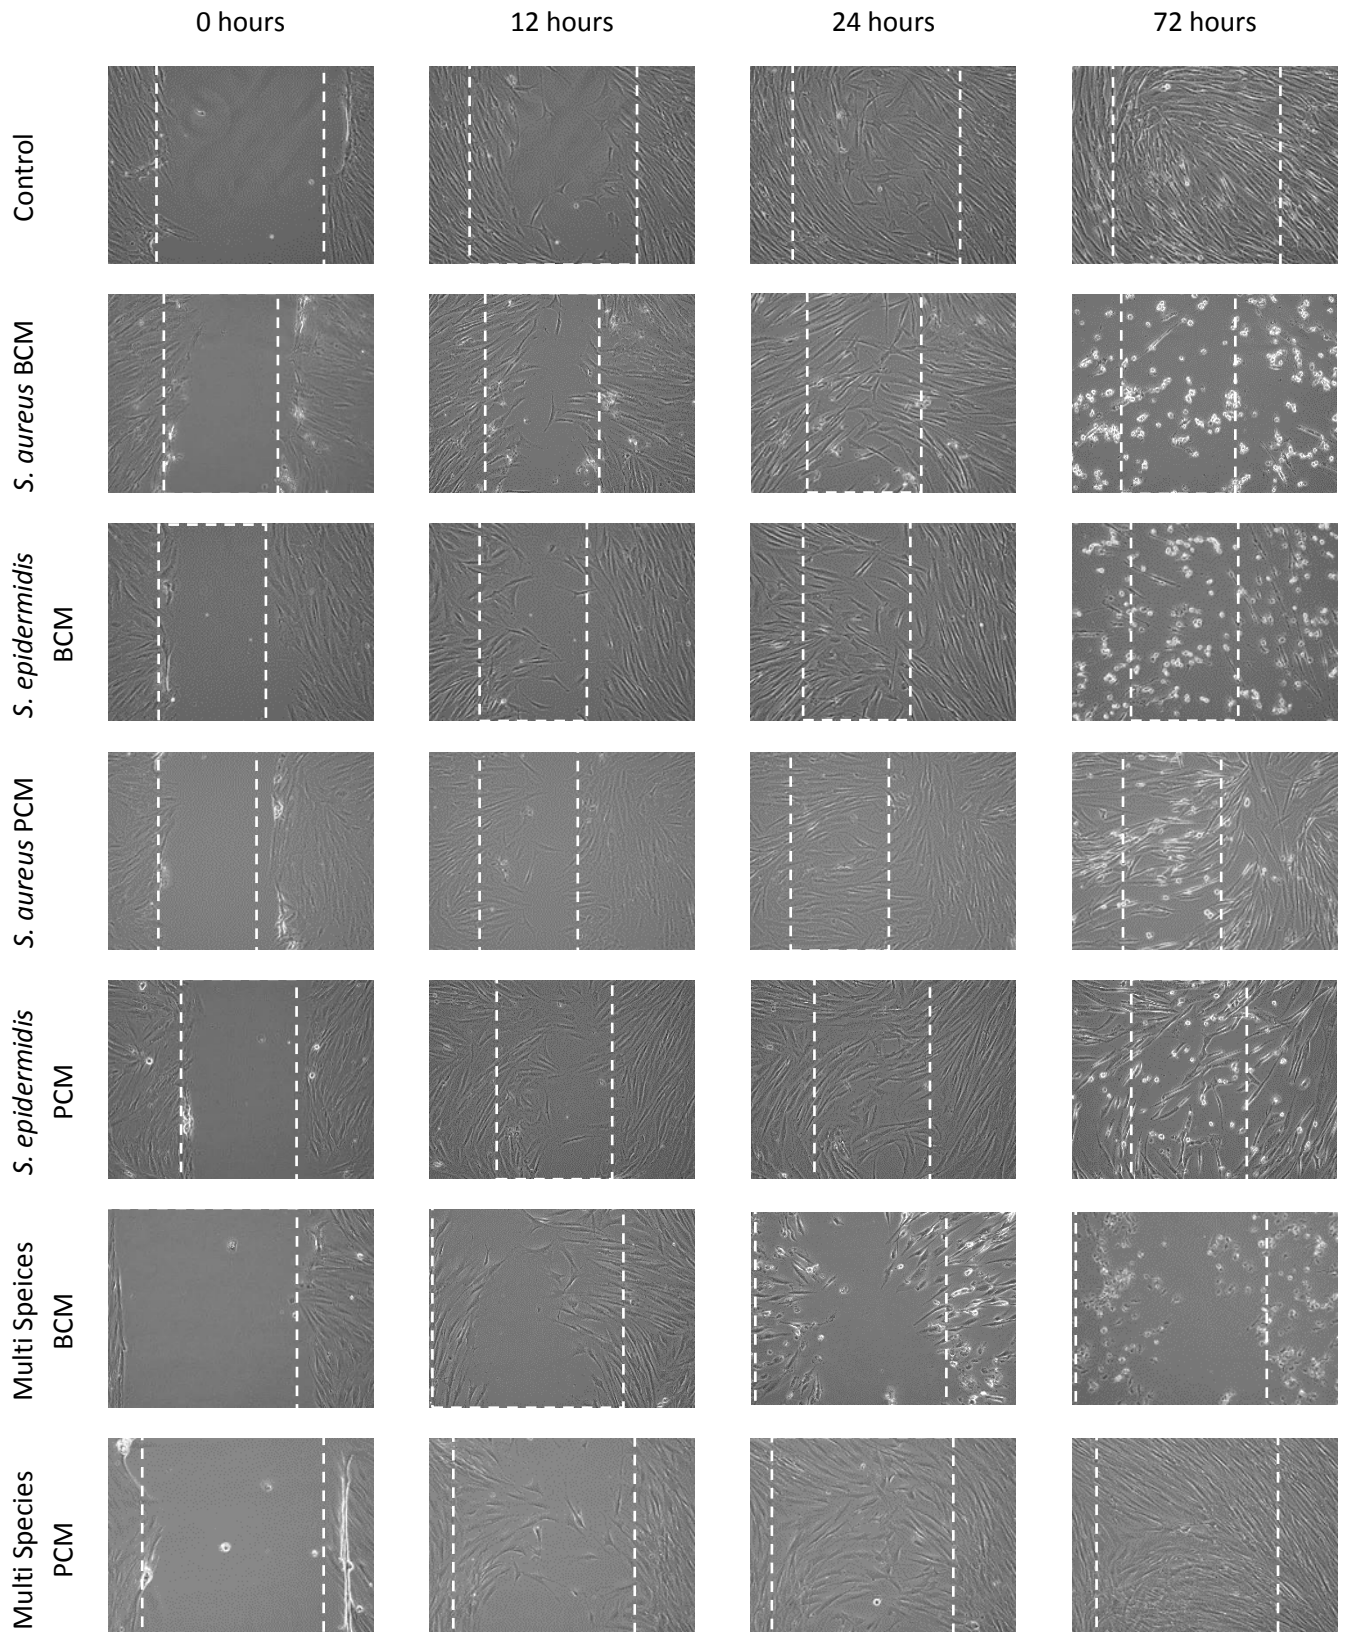 0 hours 12 hours 24 hours 72 hours
Control
S. aureus BCM
S. epidermidis
BCM
S. aureus PCM
S. epidermidis
PCM
Multi Speices
BCM
Multi Species
PCM